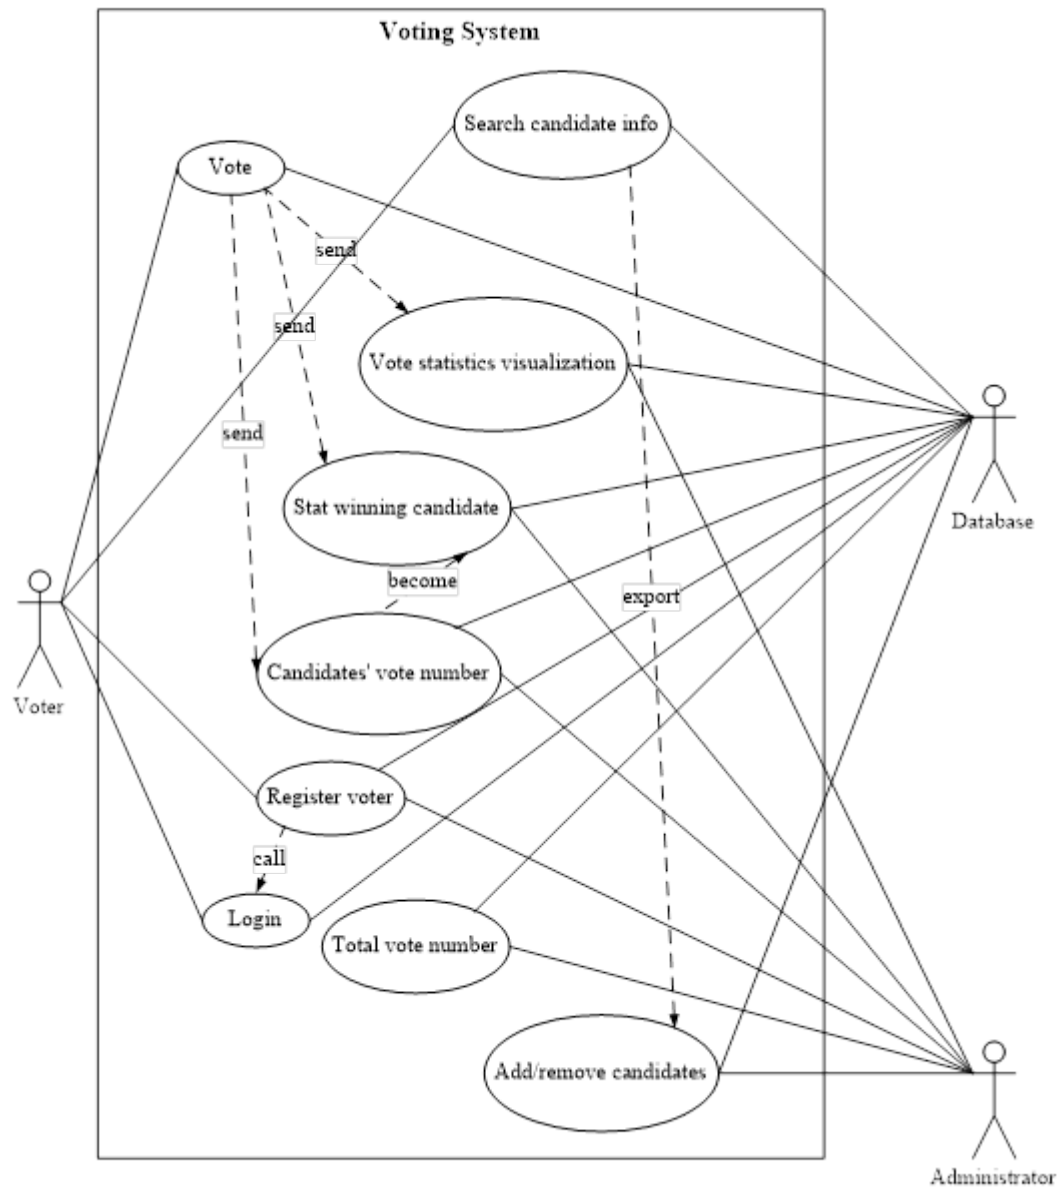 Voting System
Search candidate info
Vote
send
Vote statistics visualization
send
Database
send
Stat winning candidate
become
export
Voter
Candidates' vote number
Register voter
call
Login
Total vote number
Add/remove candidates
Administrator